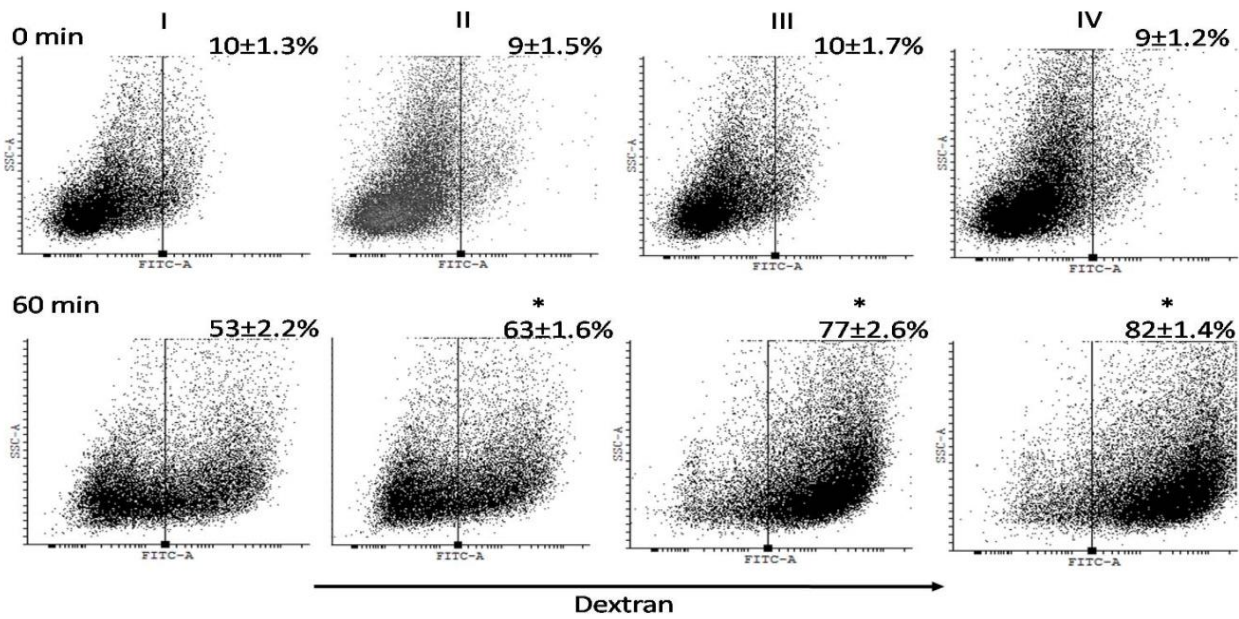 I II III IV
0 min 10±1.3% 9±1.5% 10±1.7% 9±1.2%
SSC-A SSC-A SSC-A
FITC-A FITC-A FITC-A FITC-A
60 min * * *
53±2.2% 63±1.6% 77±2.6% 82±1.4%
SSC-A SSC-A SSC-A
FITC-A FITC-A FITC-A FITC-A
Dextran